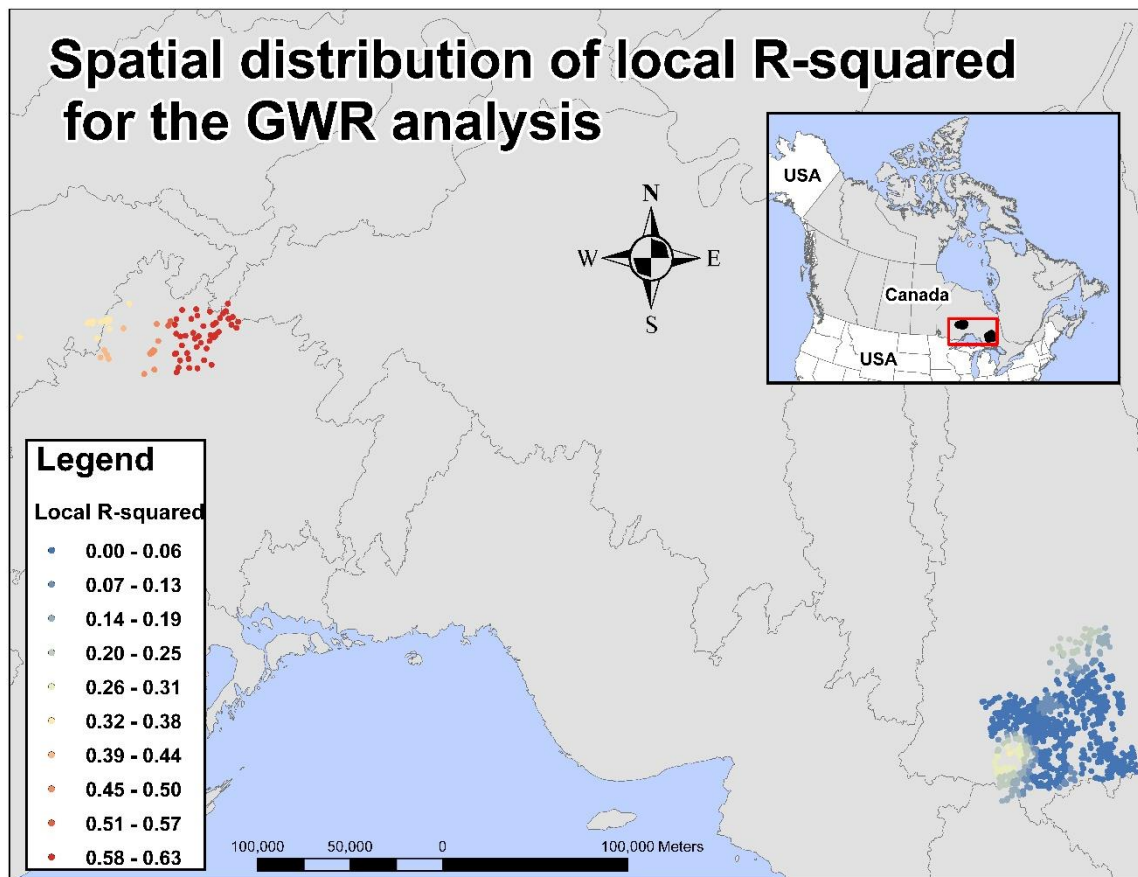 Spatial distribution of local R-squared
for the GWR analysis
N
W
E
S
USA
Canada
USA
Legend
Local R-squared
0.00 - 0.06
0.07 - 0.13
0.14 - 0.19
0.20 - 0.25
0.26 - 0.31
0.32 - 0.38
0.39 - 0.44
0.45 - 0.50
0.51 - 0.57
0.58 - 0.63
100,000 50,000 0 100,000 Meters